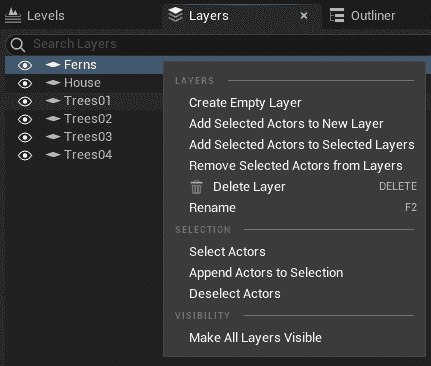 Levels
Layers
Outliner
Search Layers
Ferns
House
Trees01
Trees02
Trees03
Trees04
LAYERS
Create Empty Layer
Add Selected Actors to New Layer
Add Selected Actors to Selected Layers
Remove Selected Actors from Layers
Delete Layer DELETE
Rename F2
SELECTION
Select Actors
Append Actors to Selection
Deselect Actors
VISIBILITY
Make All Layers Visible